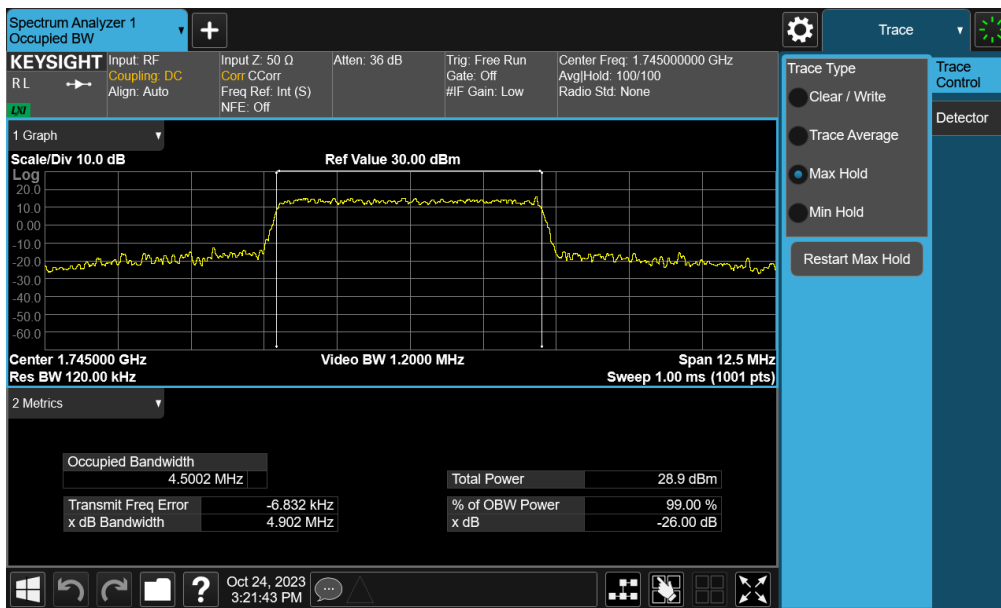 Spectrum Analyzer 1
Occupied BW
Trace
KEYSIGHT
R L
LXI
Input: RF
Coupling: DC
Align: Auto
Input Z: 50 Ω
Corr CCorr
Freq Ref: Int (S)
NFE: Off
Atten: 36 dB
Trig: Free Run
Gate: Off
#IF Gain: Low
Center Freq: 1.745000000 GHz
Avg|Hold: 100/100
Radio Std: None
Trace Type
Clear / Write
Trace Average
Max Hold
Min Hold
Restart Max Hold
Trace
Control
Detector
1 Graph
Scale/Div 10.0 dB
Ref Value 30.00 dBm
Log
20.0
10.0
0.00
-10.0
-20.0
-30.0
-40.0
-50.0
-60.0
Center 1.745000 GHz
Video BW 1.2000 MHz
Span 12.5 MHz
Res BW 120.00 kHz
Sweep 1.00 ms (1001 pts)
2 Metrics
Occupied Bandwidth
4.5002 MHz
Total Power 28.9 dBm
Transmit Freq Error -6.832 kHz
% of OBW Power 99.00 %
x dB Bandwidth 4.902 MHz
x dB -26.00 dB
?
Oct 24, 2023
3:21:43 PM